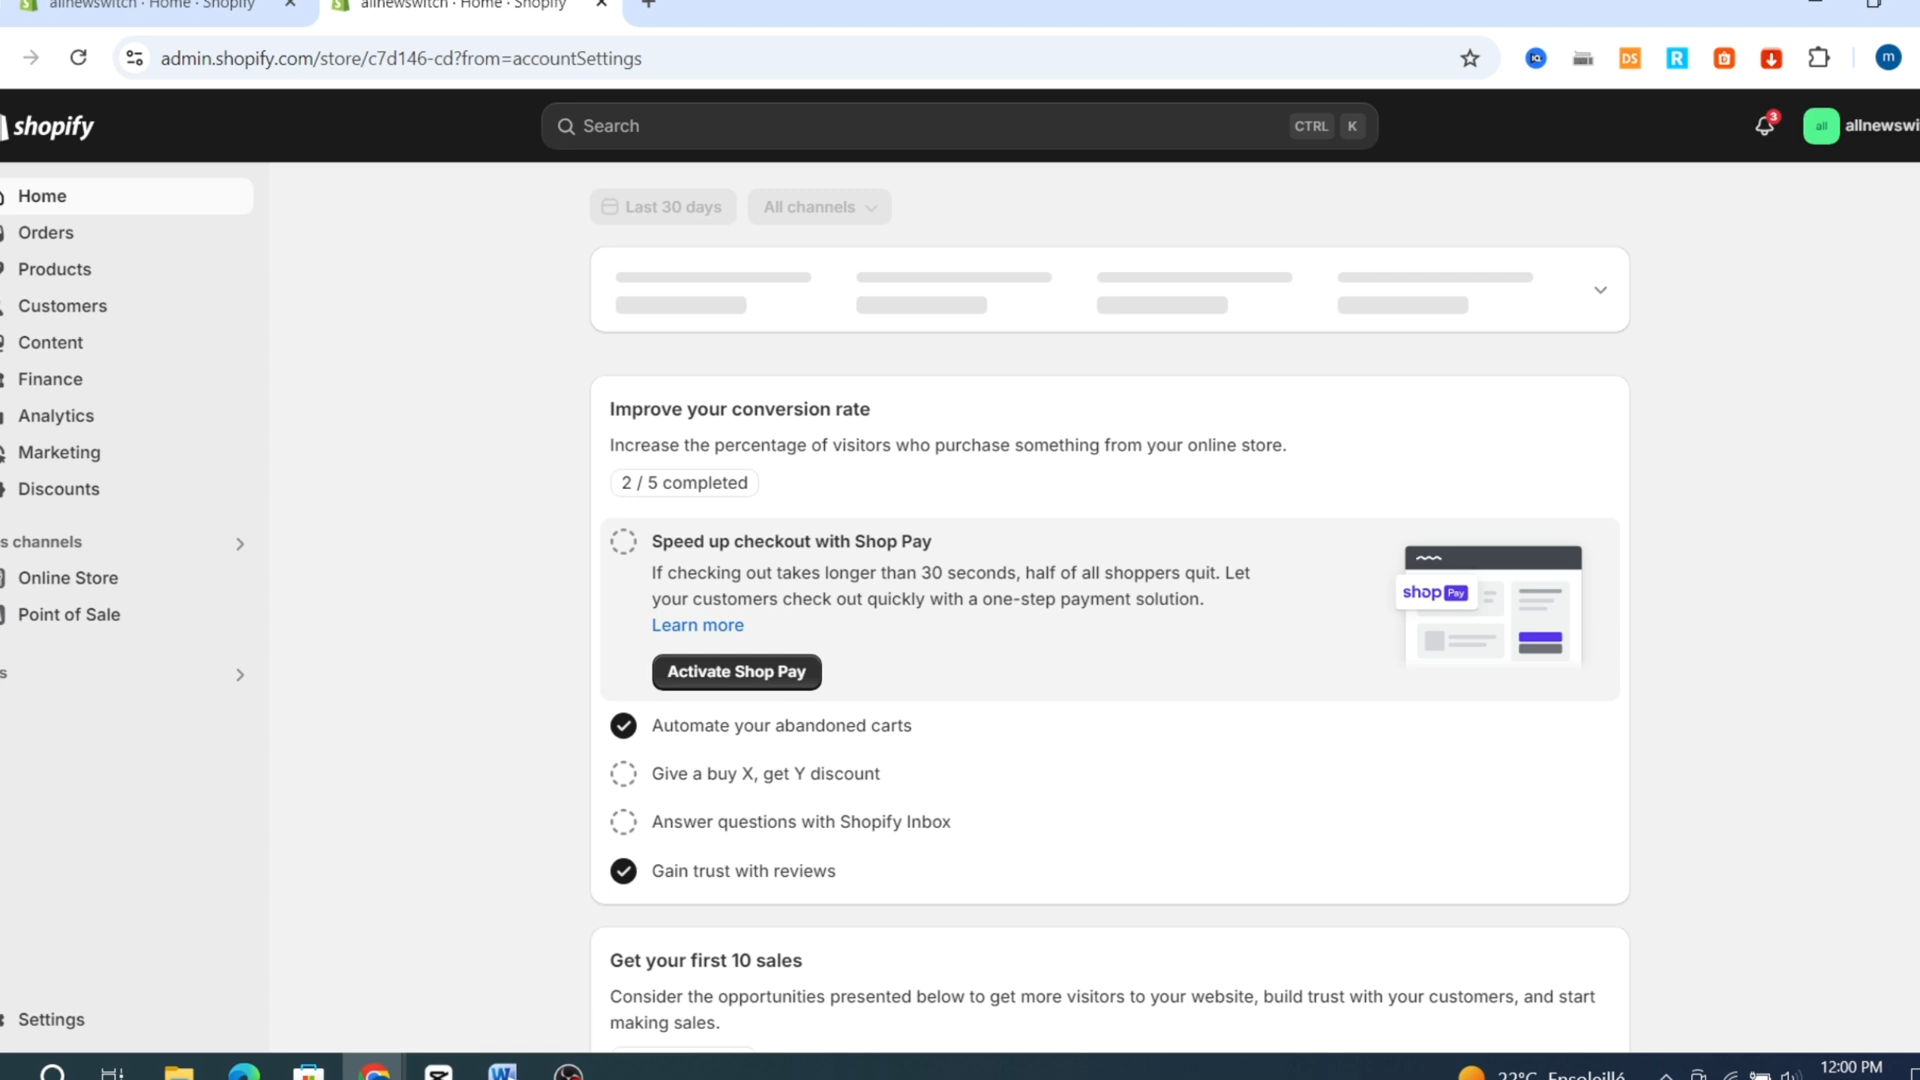 allnewswitch · Home · Shopify
allnewswitch · Home · Shopify
admin.shopify.com/store/c7d146-cd?from=accountSettings
DS
R
m
shopify
Search
CTRL K
3
all
allnewswi
Home
Orders
Products
Customers
Content
Finance
Analytics
Marketing
Discounts
s channels
Online Store
Point of Sale
s
Settings
Last 30 days
All channels
Improve your conversion rate
Increase the percentage of visitors who purchase something from your online store.
2 / 5 completed
Speed up checkout with Shop Pay
If checking out takes longer than 30 seconds, half of all shoppers quit. Let
your customers check out quickly with a one-step payment solution.
Learn more
Activate Shop Pay
shop Pay
Automate your abandoned carts
Give a buy X, get Y discount
Answer questions with Shopify Inbox
Gain trust with reviews
Get your first 10 sales
Consider the opportunities presented below to get more visitors to your website, build trust with your customers, and start
making sales.
22°C Ensoleillé
12:00 PM